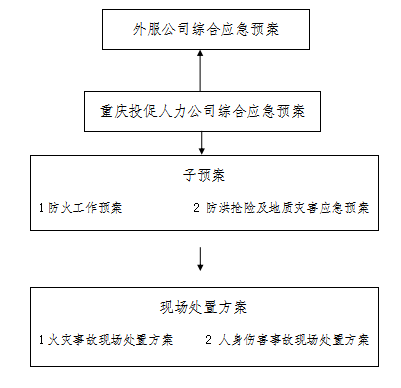 外服公司综合应急预案
重庆投促人力公司综合应急预案
子预案
1 防火工作预案 2 防洪抢险及地质灾害应急预案
现场处置方案
1 火灾事故现场处置方案 2 人身伤害事故现场处置方案